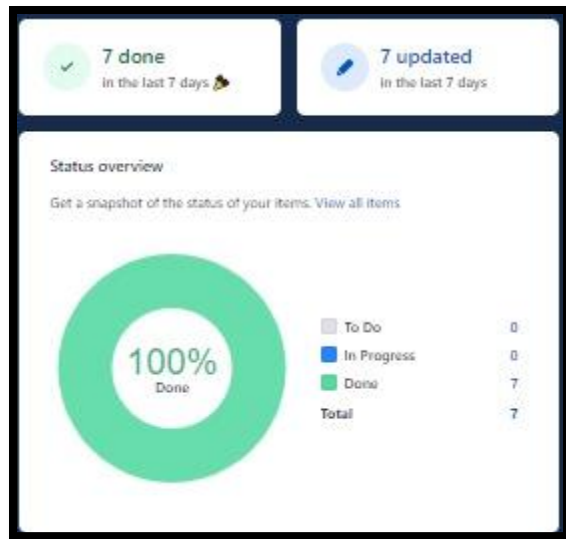 7 done
in the last 7 days
7 updated
in the last 7 days
Status overview
Get a snapshot of the status of your items. View all items
100%
Done
To Do 0
In Progress 0
Done 7
Total 7